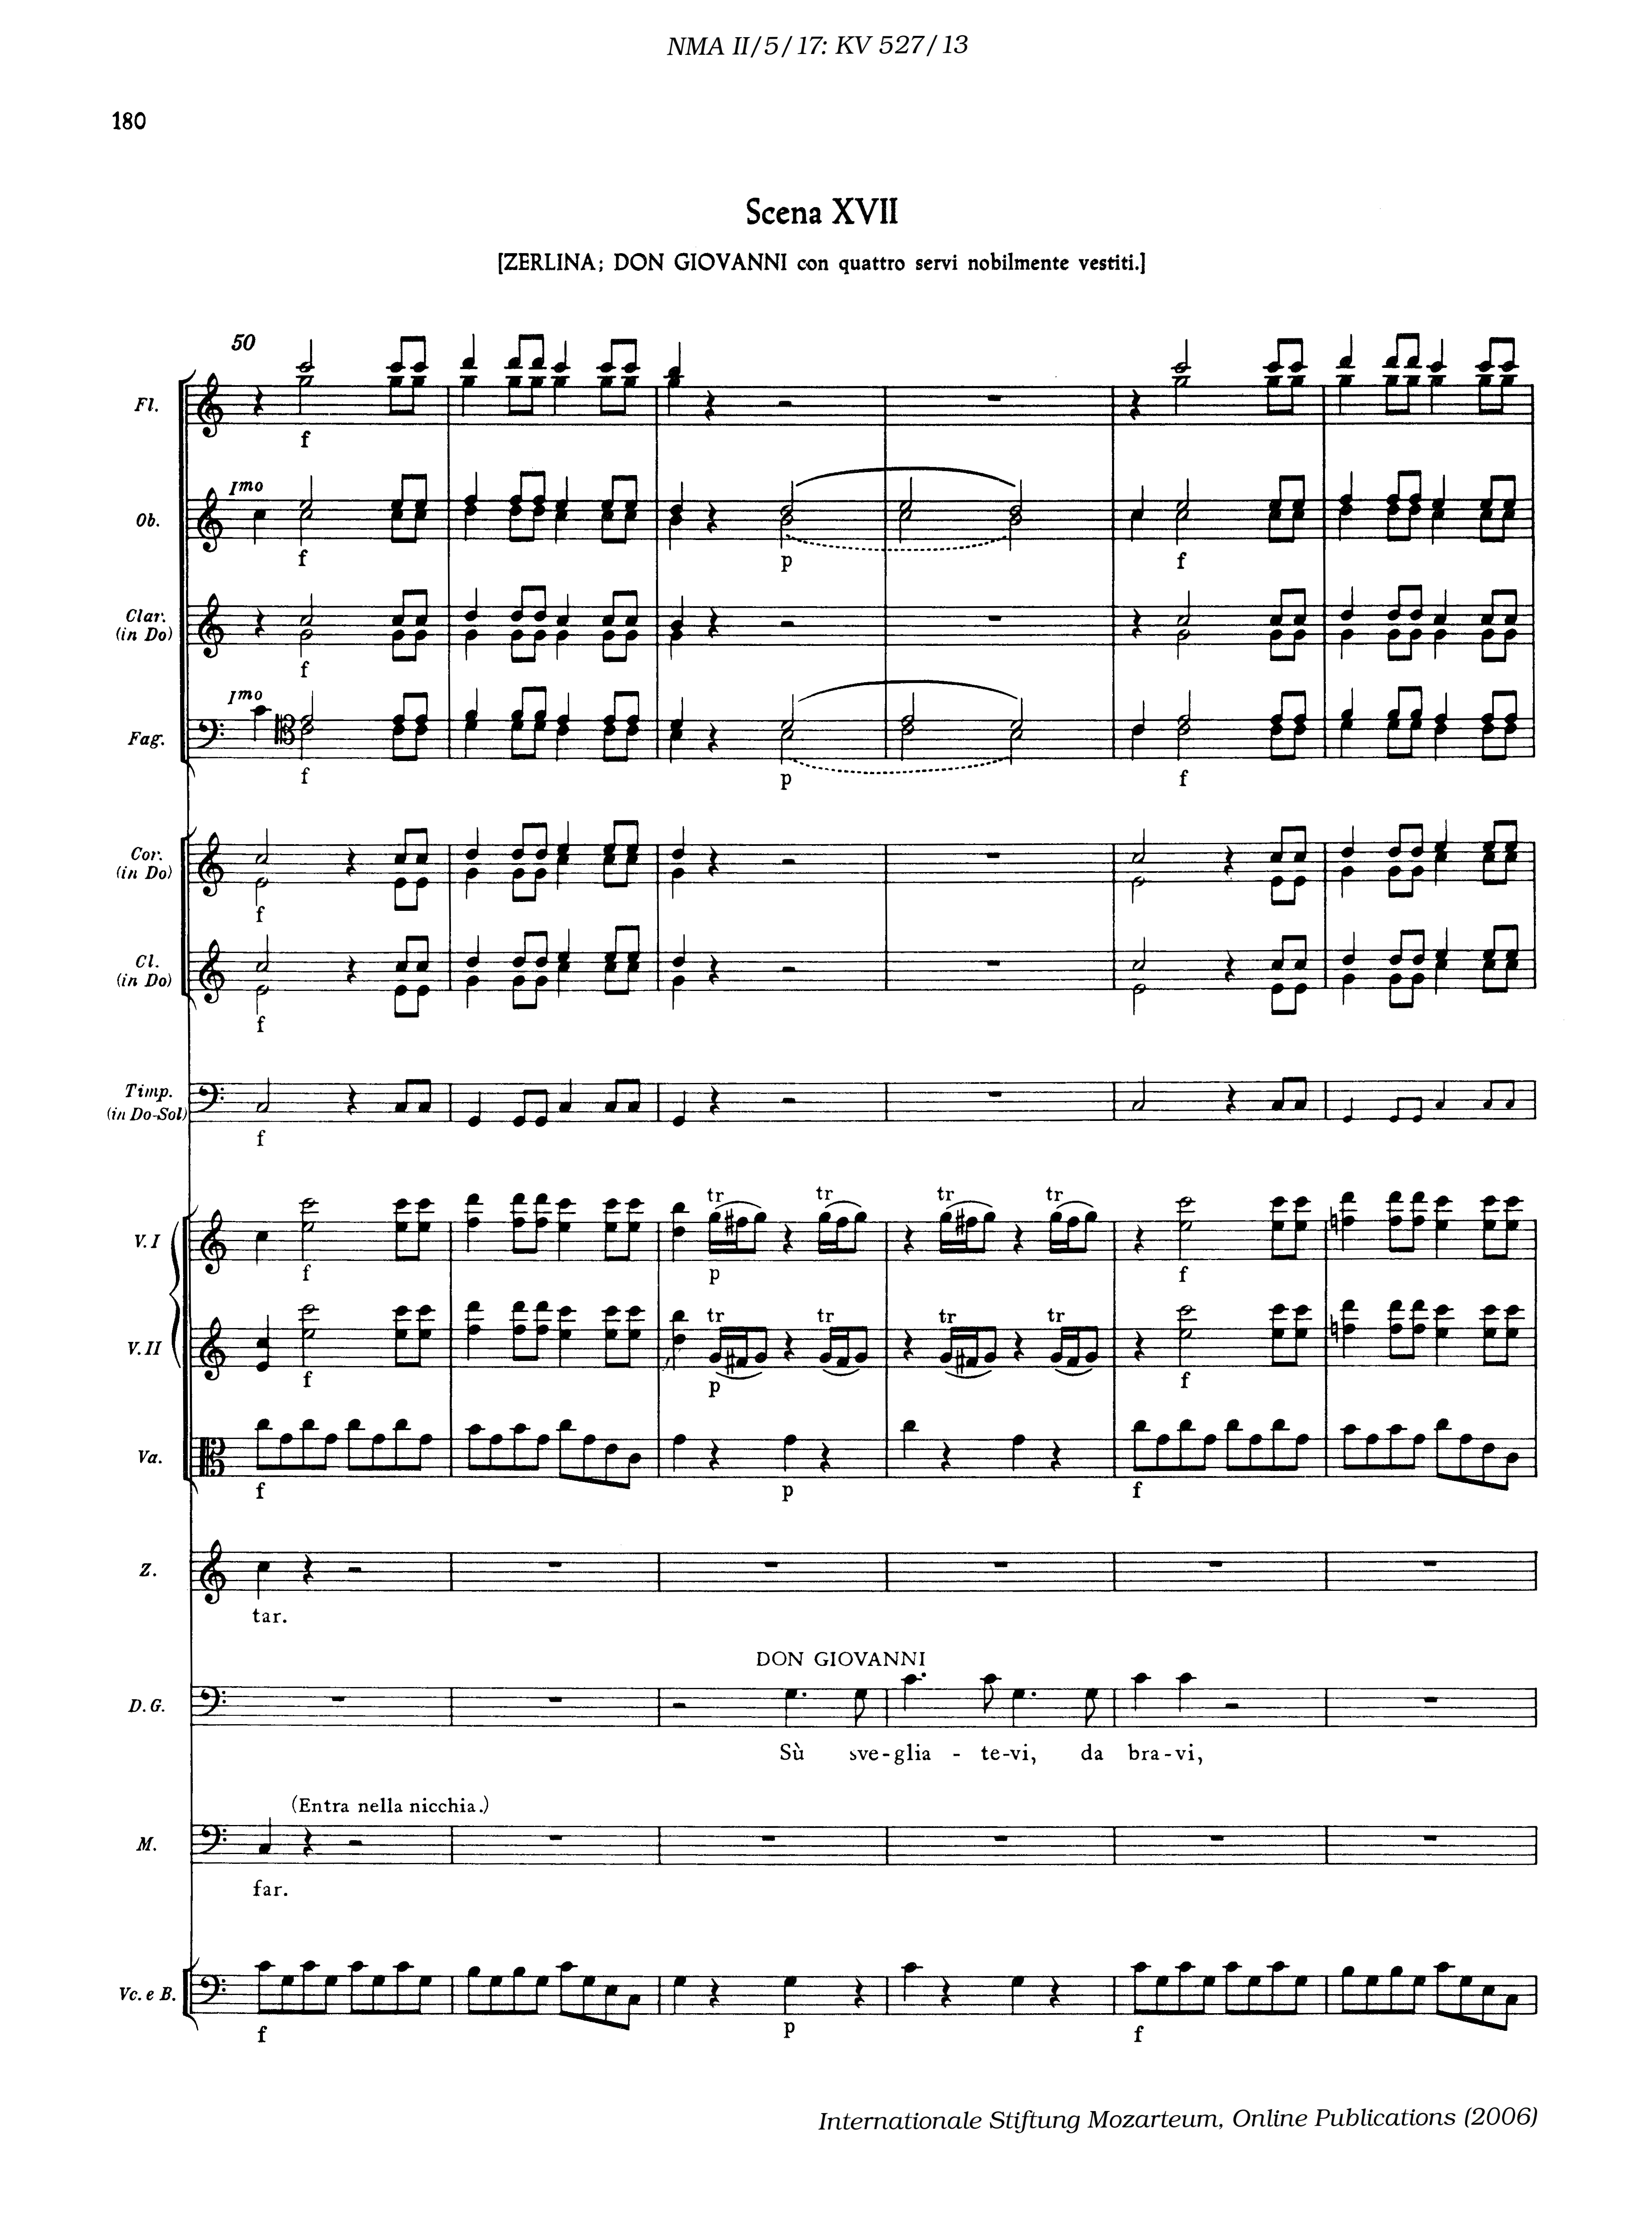 NMA II/5/17: KV 527/13
180
Scena XVII
[ZERLINA; DON GIOVANNI con quattro servi nobilmente vestiti.]
50
Fl.
f
Imo
Ob.
f p f
Clar.
(in Do)
f
Imo
Fag.
f p f
Cor.
(in Do)
f
Cl.
(in Do)
f
Timp.
(in Do-Sol)
f
tr tr tr tr
V. I
f p f
tr tr tr tr
V. II
f p f
Va.
f p f
Z.
tar.
DON GIOVANNI
D. G.
Sù sve-glia - te-vi, da bra-vi,
(Entra nella nicchia.)
M.
far.
Vc. e B.
f p f
Internationale Stiftung Mozarteum, Online Publications (2006)